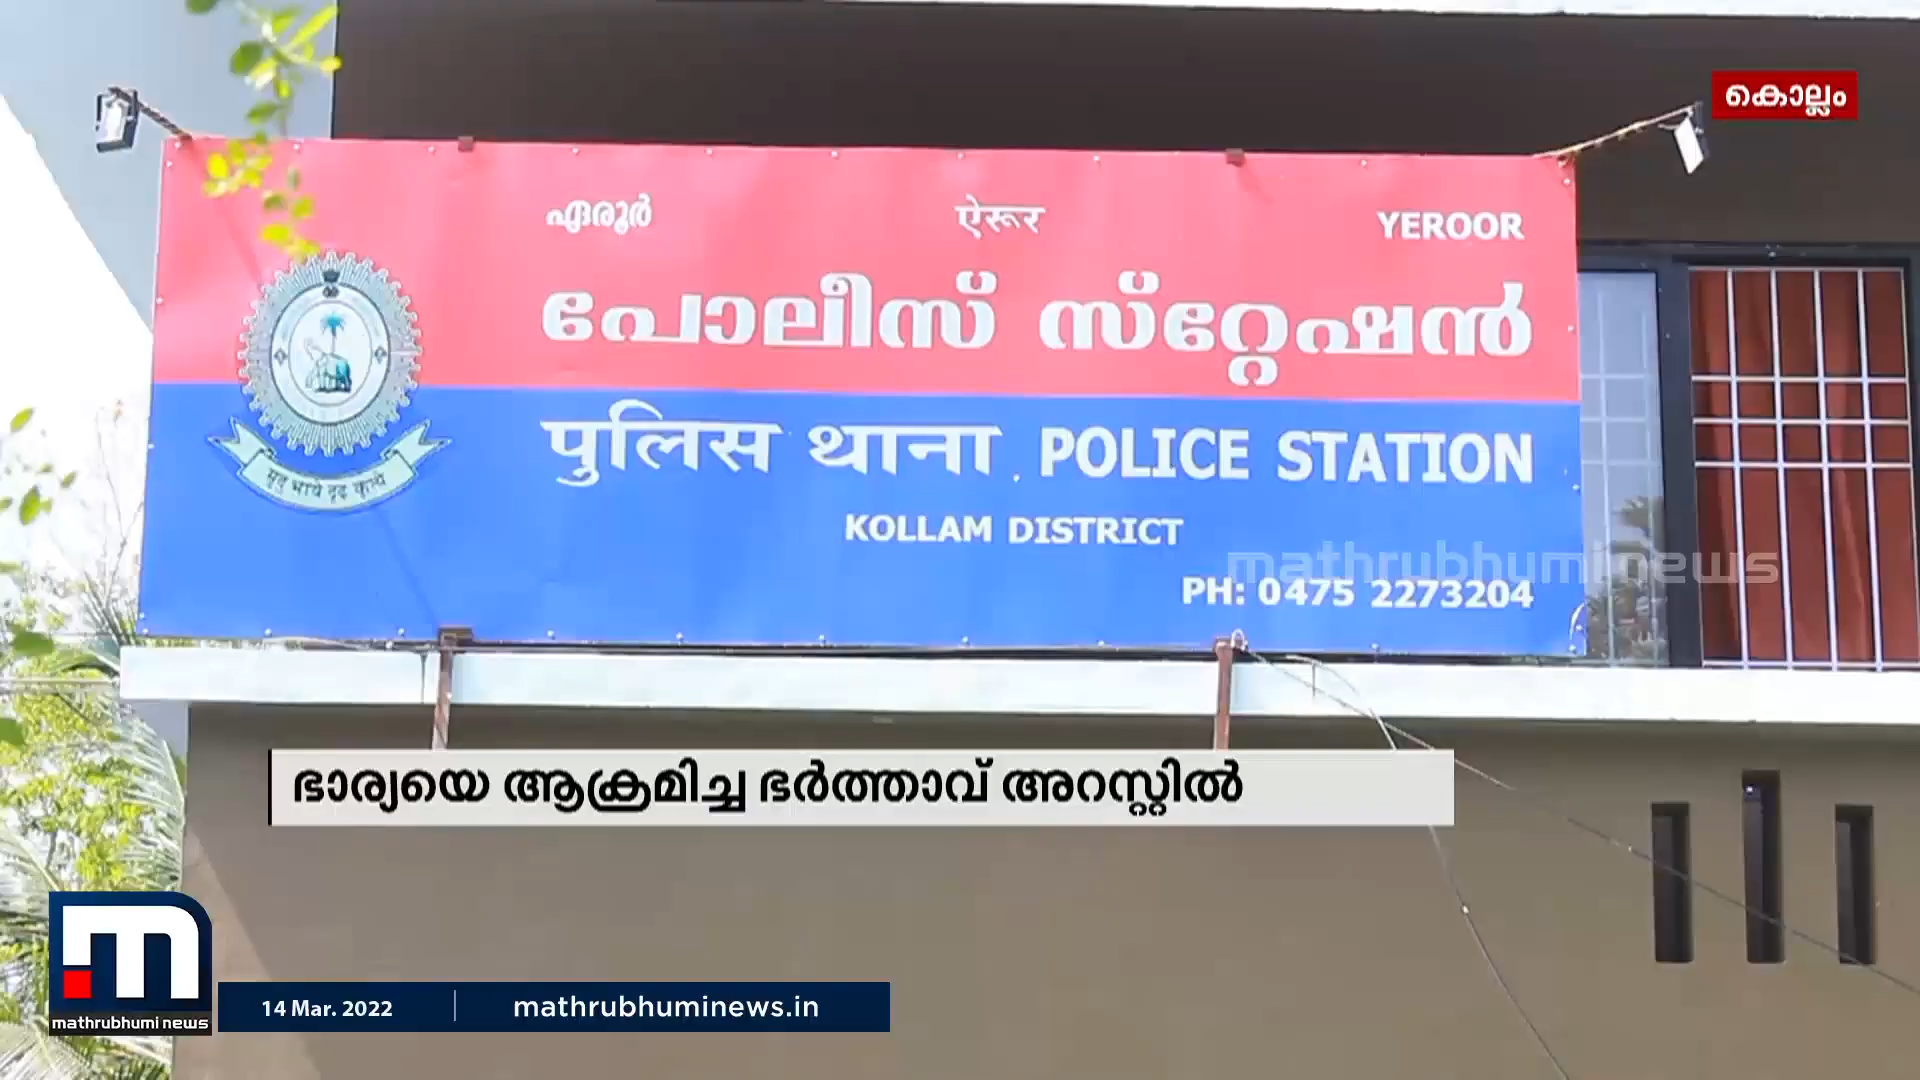 കൊല്ലം
ഏരൂർ ऐरूर YEROOR
പോലീസ് സ്റ്റേഷൻ
पुलिस थाना . POLICE STATION
KOLLAM DISTRICT
PH: 0475 2273204
मृदु भावे दृढ कृत्ये
mathrubhuminews
ഭാര്യയെ ആക്രമിച്ച ഭർത്താവ് അറസ്റ്റിൽ
mathrubhumi news
14 Mar. 2022 mathrubhuminews.in